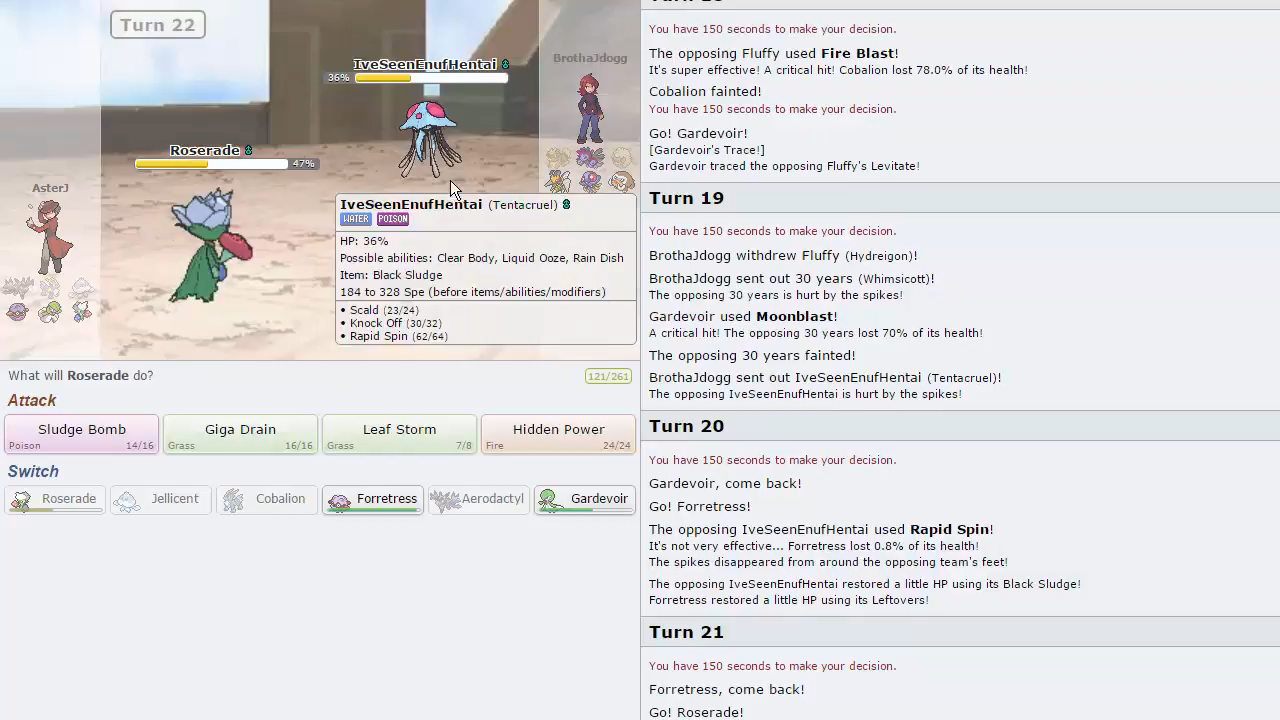 Turn 22
IveSeenEnufHentai
36%
BrothaJdogg
Roserade
47%
AsterJ
IveSeenEnufHentai (Tentacruel)
WATER POISON
HP: 36%
Possible abilities: Clear Body, Liquid Ooze, Rain Dish
Item: Black Sludge
184 to 328 Spe (before items/abilities/modifiers)
• Scald (23/24)
• Knock Off (30/32)
• Rapid Spin (62/64)
What will Roserade do?
121/261
Attack
Sludge Bomb
Poison 14/16
Giga Drain
Grass 16/16
Leaf Storm
Grass 7/8
Hidden Power
Fire 24/24
Switch
Roserade
Jellicent
Cobalion
Forretress
Aerodactyl
Gardevoir
You have 150 seconds to make your decision.
The opposing Fluffy used Fire Blast!
It's super effective! A critical hit! Cobalion lost 78.0% of its health!
Cobalion fainted!
You have 150 seconds to make your decision.
Go! Gardevoir!
[Gardevoir's Trace!]
Gardevoir traced the opposing Fluffy's Levitate!
Turn 19
You have 150 seconds to make your decision.
BrothaJdogg withdrew Fluffy (Hydreigon)!
BrothaJdogg sent out 30 years (Whimsicott)!
The opposing 30 years is hurt by the spikes!
Gardevoir used Moonblast!
A critical hit! The opposing 30 years lost 70% of its health!
The opposing 30 years fainted!
BrothaJdogg sent out IveSeenEnufHentai (Tentacruel)!
The opposing IveSeenEnufHentai is hurt by the spikes!
Turn 20
You have 150 seconds to make your decision.
Gardevoir, come back!
Go! Forretress!
The opposing IveSeenEnufHentai used Rapid Spin!
It's not very effective... Forretress lost 0.8% of its health!
The spikes disappeared from around the opposing team's feet!
The opposing IveSeenEnufHentai restored a little HP using its Black Sludge!
Forretress restored a little HP using its Leftovers!
Turn 21
You have 150 seconds to make your decision.
Forretress, come back!
Go! Roserade!